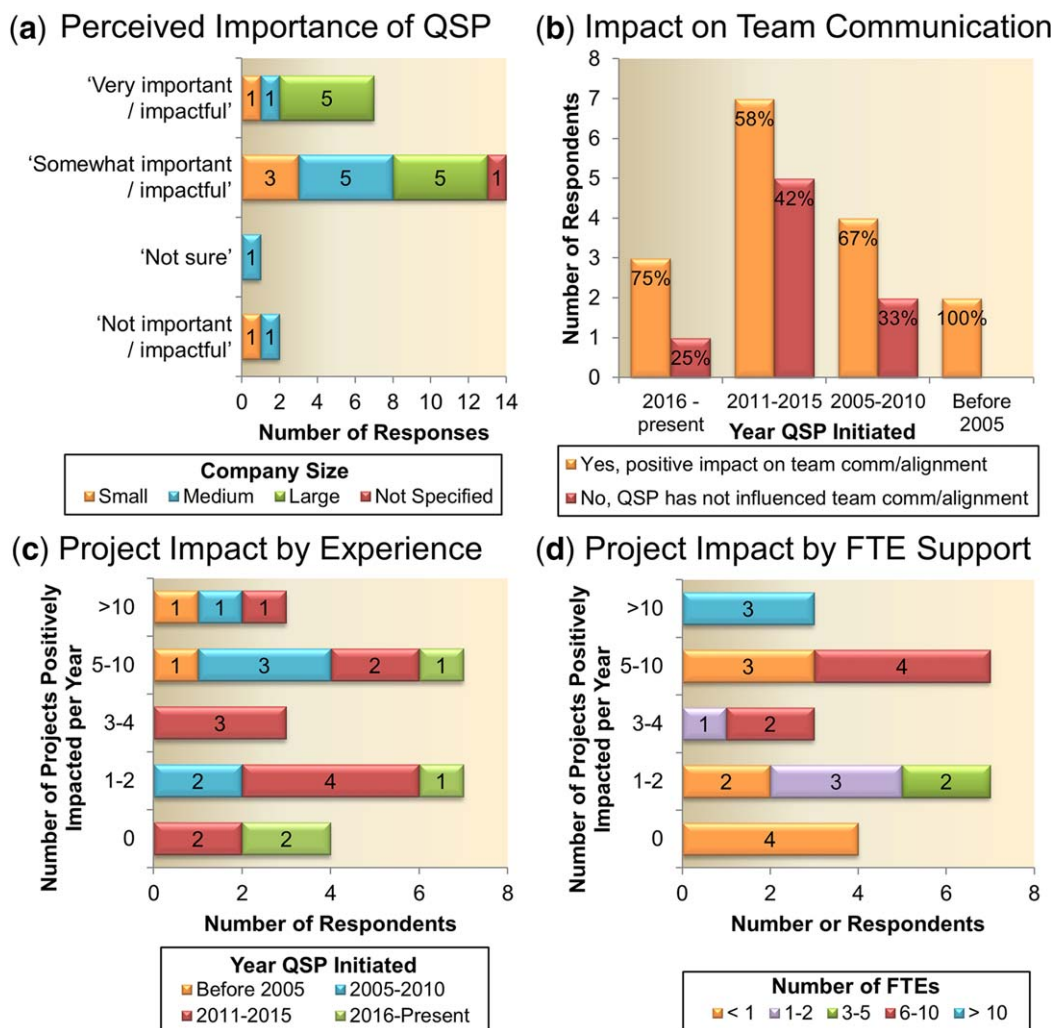 (a) Perceived Importance of QSP
‘Very important
/ impactful’
1 1 5
‘Somewhat important
/ impactful’
3 5 5 1
‘Not sure’
1
‘Not important
/ impactful’
1 1
0 2 4 6 8 10 12 14
Number of Responses
Company Size
Small Medium Large Not Specified
(b) Impact on Team Communication
Number of Respondents
8
7
6
5
4
3
2
1
0
75% 25%
58% 42%
67% 33%
100%
2016 -
present
2011-2015
2005-2010
Before
2005
Year QSP Initiated
Yes, positive impact on team comm/alignment
No, QSP has not influenced team comm/alignment
(c) Project Impact by Experience
Number of Projects Positively
Impacted per Year
>10 1 1 1
5-10 1 3 2 1
3-4 3
1-2 2 4 1
0 2 2
0 2 4 6 8
Number of Respondents
Year QSP Initiated
Before 2005 2005-2010
2011-2015 2016-Present
(d) Project Impact by FTE Support
Number of Projects Positively
Impacted per Year
>10 3
5-10 3 4
3-4 1 2
1-2 2 3 2
0 4
0 2 4 6 8
Number or Respondents
Number of FTEs
< 1 1-2 3-5 6-10 > 10